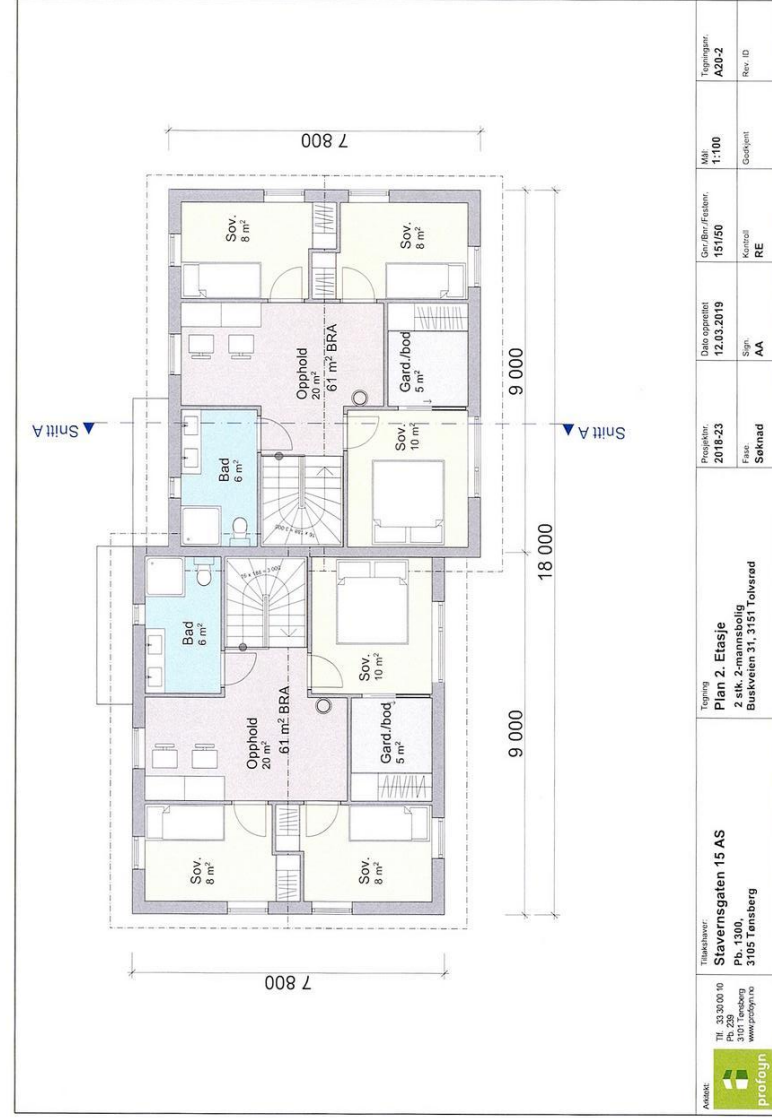 7 800
Sov.
8 m²
Sov.
8 m²
Opphold
20 m²
61 m² BRA
Gard./bod
5 m²
Bad
6 m²
Sov.
10 m²
Snitt A
Snitt A
9 000
18 000
9 000
Bad
6 m²
Sov.
10 m²
Opphold
20 m²
61 m² BRA
Gard./bod
5 m²
Sov.
8 m²
Sov.
8 m²
7 800
Arkitekt:
profoyn
Tlf. 33 30 00 10
Pb. 239
3101 Tønsberg
www.profoyn.no
Tiltakshaver:
Stavernsgaten 15 AS
Pb. 1300,
3105 Tønsberg
Tegning
Plan 2. Etasje
2 stk. 2-mannsbolig
Buskveien 31, 3151 Tolvsrød
Prosjektnr.
2018-23
Dato opprettet
12.03.2019
Gnr./Bnr./Festenr.
151/50
Mål:
1:100
Tegningsnr.
A20-2
Fase.
Søknad
Sign.
AA
Kontroll
RE
Godkjent
Rev. ID